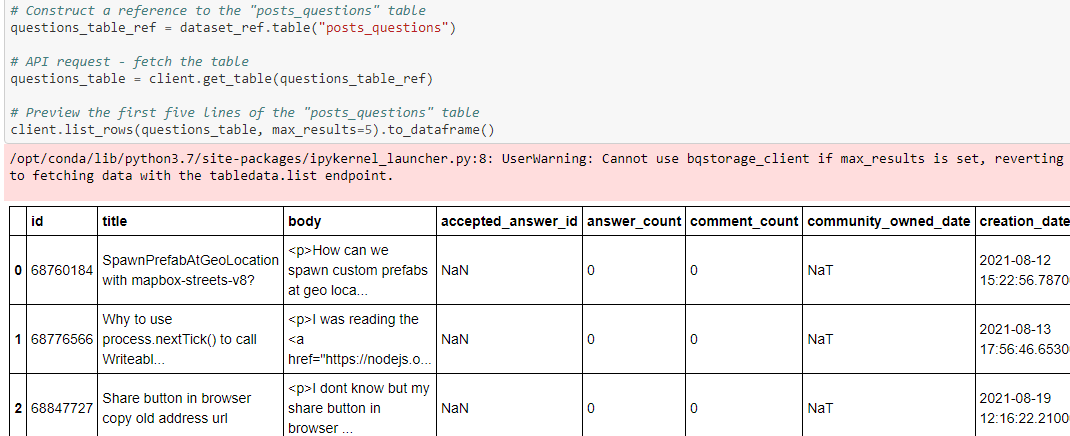 # Construct a reference to the "posts_questions" table
questions_table_ref = dataset_ref.table("posts_questions")
# API request - fetch the table
questions_table = client.get_table(questions_table_ref)
# Preview the first five lines of the "posts_questions" table
client.list_rows(questions_table, max_results=5).to_dataframe()
/opt/conda/lib/python3.7/site-packages/ipykernel_launcher.py:8: UserWarning: Cannot use bqstorage_client if max_results is set, reverting
to fetching data with the tabledata.list endpoint.
id title body accepted_answer_id answer_count comment_count community_owned_date creation_date
<p>How can we
SpawnPrefabAtGeoLocation 2021-08-12
0 68760184 spawn custom prefabs NaN 0 0 NaT
with mapbox-streets-v8? 15:22:56.7870
at geo loca...
Why to use <p>I was reading the
2021-08-13
1 68776566 process.nextTick() to call <a NaN 0 0 NaT
17:56:46.6530
Writeabl... href="https://nodejs.o...
<p>I dont know but my
Share button in browser 2021-08-19
2 68847727 share button in NaN 0 0 NaT
copy old address url 12:16:22.2100
browser ...